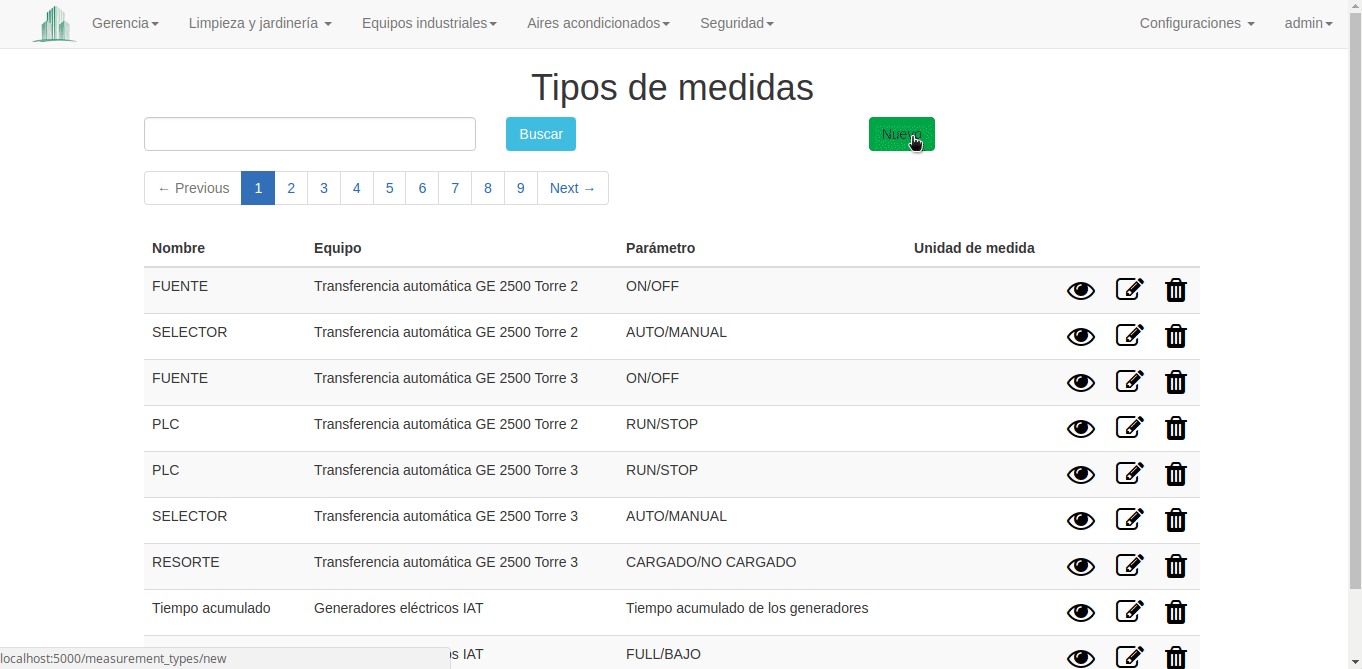 Gerencia Limpieza y jardinería Equipos industriales Aires acondicionados Seguridad Configuraciones admin
Tipos de medidas
Buscar Nuevo
← Previous 1 2 3 4 5 6 7 8 9 Next →
Nombre Equipo Parámetro Unidad de medida
FUENTE Transferencia automática GE 2500 Torre 2 ON/OFF
SELECTOR Transferencia automática GE 2500 Torre 2 AUTO/MANUAL
FUENTE Transferencia automática GE 2500 Torre 3 ON/OFF
PLC Transferencia automática GE 2500 Torre 2 RUN/STOP
PLC Transferencia automática GE 2500 Torre 3 RUN/STOP
SELECTOR Transferencia automática GE 2500 Torre 3 AUTO/MANUAL
RESORTE Transferencia automática GE 2500 Torre 3 CARGADO/NO CARGADO
Tiempo acumulado Generadores eléctricos IAT Tiempo acumulado de los generadores
IAT FULL/BAJO
localhost:5000/measurement_types/new